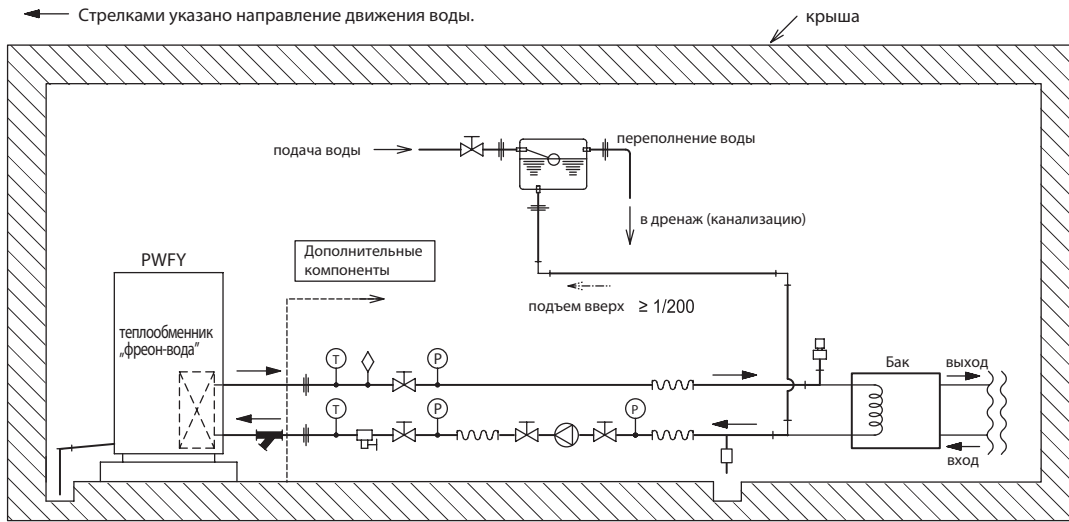 Стрелками указано направление движения воды.
крыша
подача воды
переполнение воды
в дренаж (канализацию)
PWFY
Дополнительные
компоненты
подъем вверх ≥ 1/200
теплообменник
„фреон-вода”
T
P
Бак
выход
T
P
P
вход